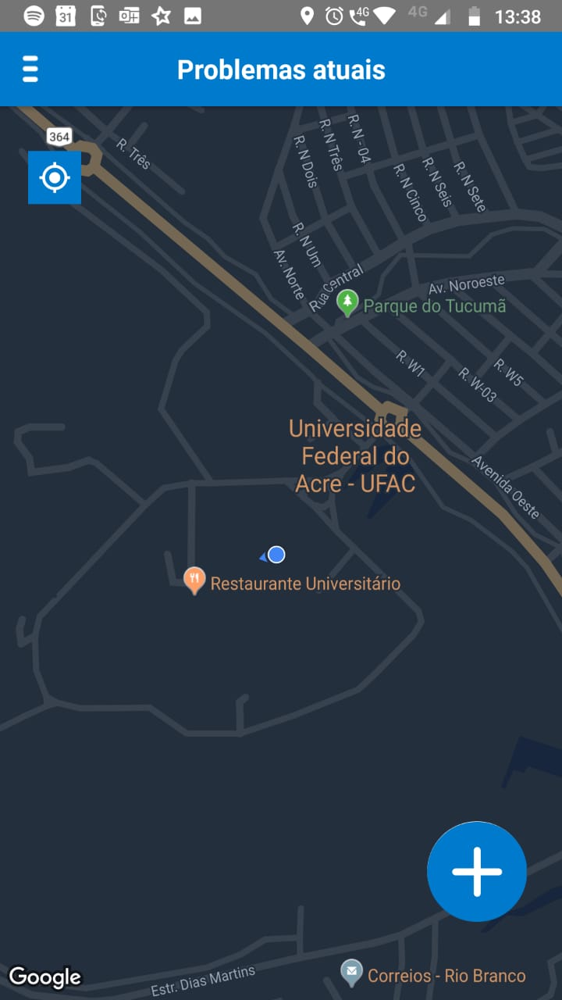 31
4G
4G
13:38
Problemas atuais
364
R. Três
R. N Dois
R. N Três
R. N - 04
R. N Cinco
R. N Seis
R. N Sete
R. N Um
Av. Norte
Rua Central
Av. Noroeste
Parque do Tucumã
R. W1
R. W-03
R. W5
Universidade
Federal do
Acre - UFAC
Avenida Oeste
Restaurante Universitário
Google
Estr. Dias Martins
Correios - Rio Branco